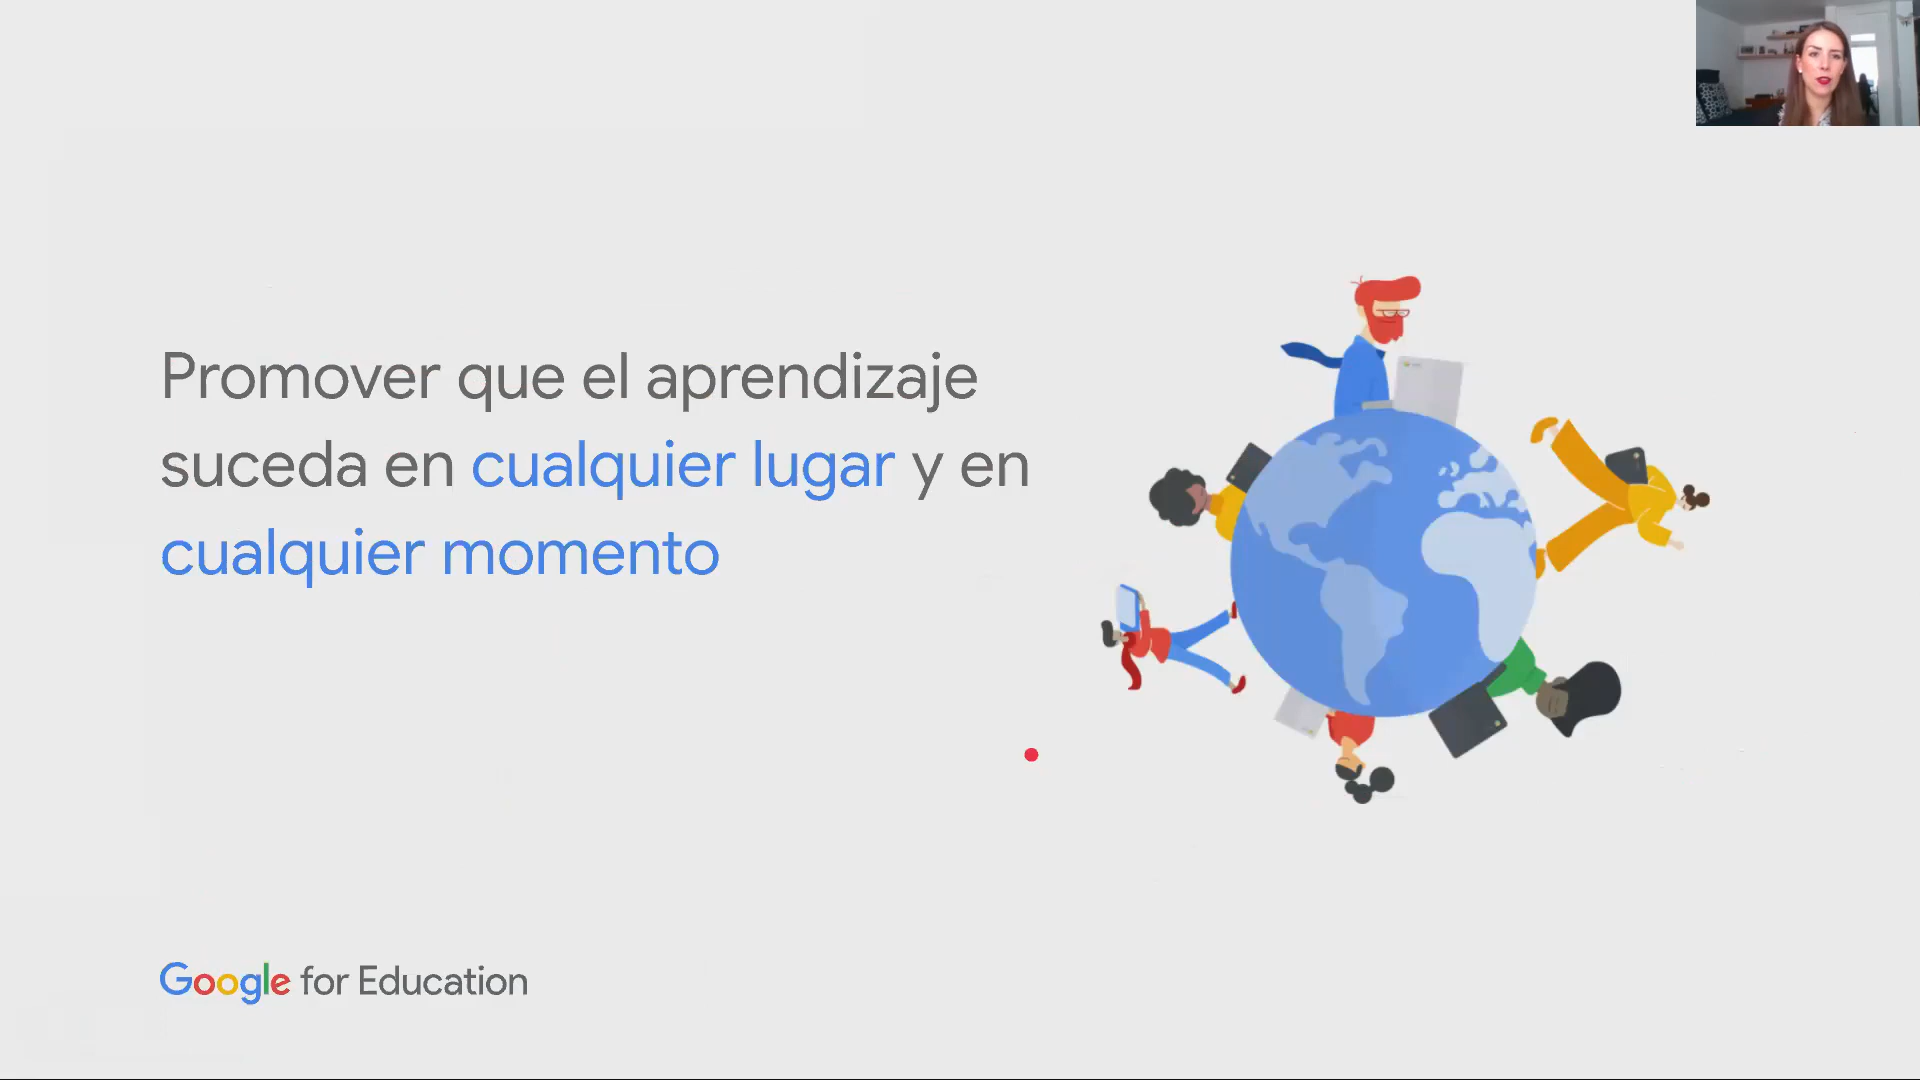 Promover que el aprendizaje
suceda en cualquier lugar y en
cualquier momento
Google for Education